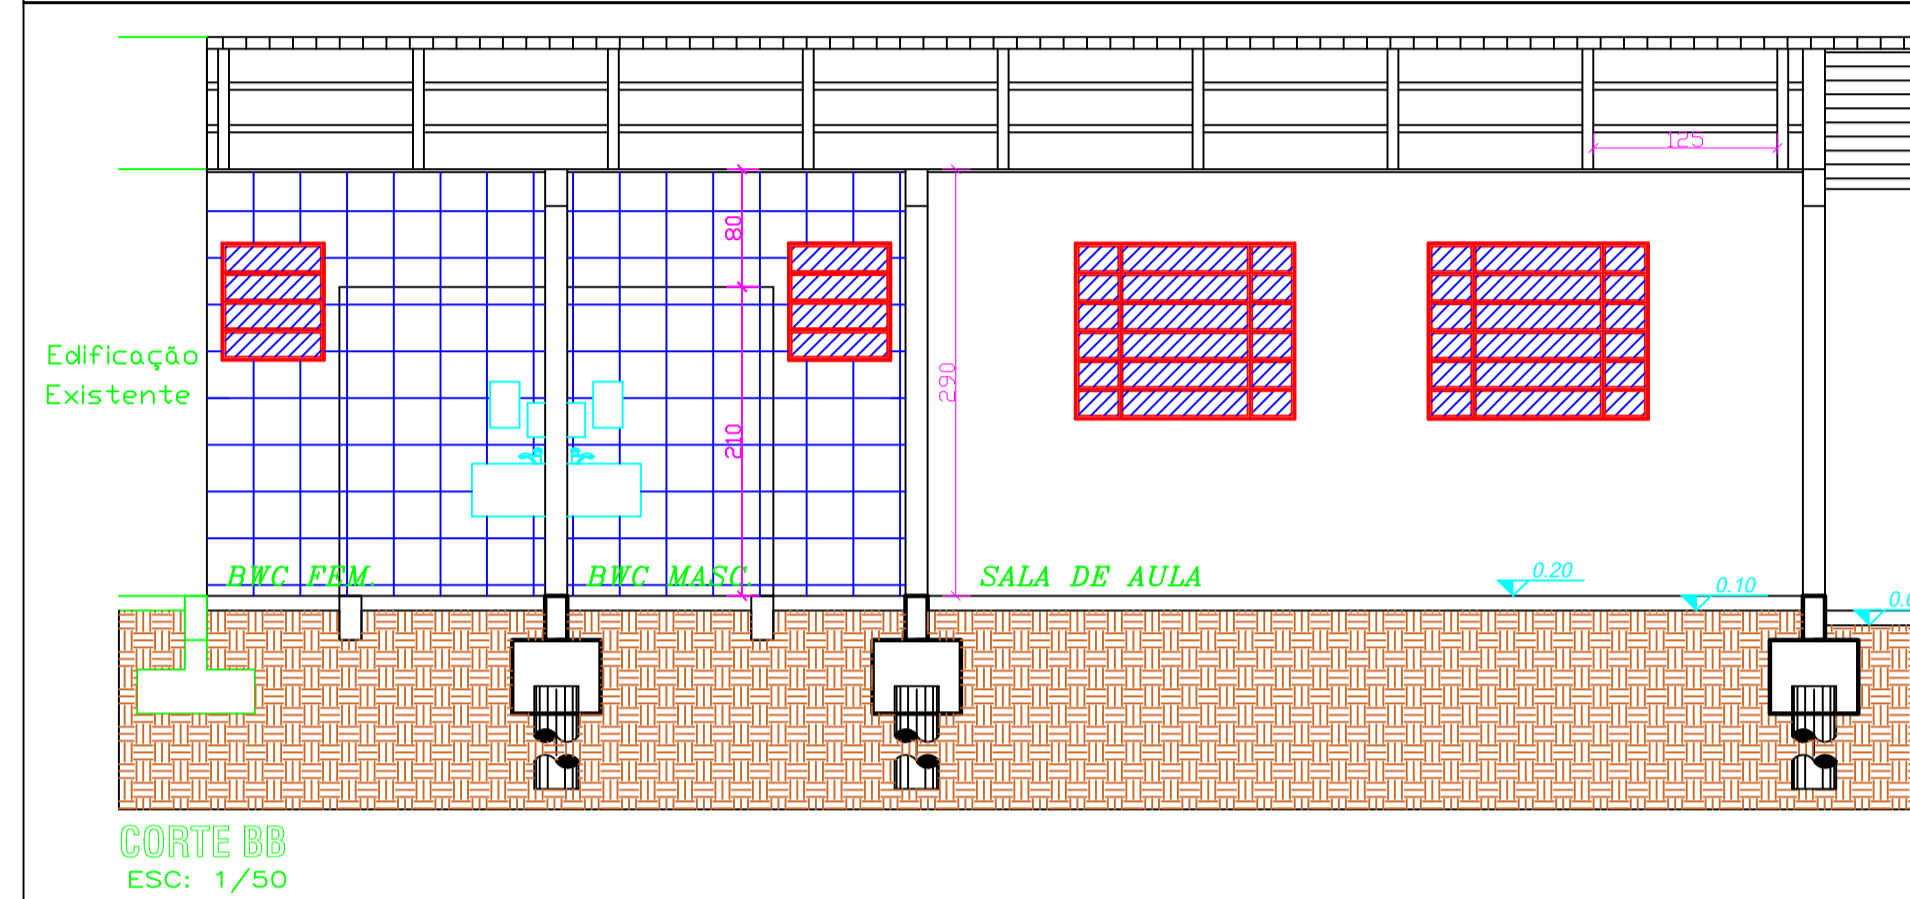 125
80
290
Edificação
Existente
210
BWC FEM.
BWC MASC.
SALA DE AULA
0.20
0.10
CORTE BB
ESC: 1/50